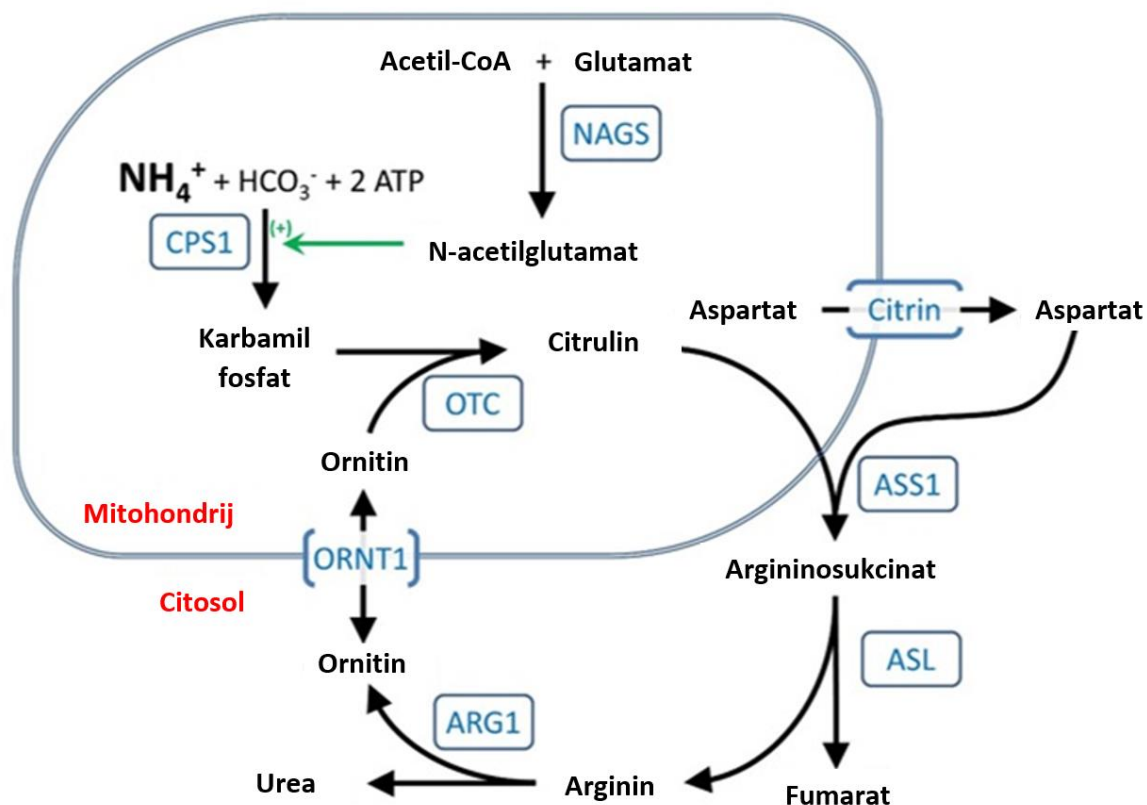 Acetil-CoA + Glutamat
NAGS
NH₄⁺ + HCO₃⁻ + 2 ATP
CPS1
(+)
N-acetilglutamat
Aspartat
Citrin
Aspartat
Karbamil
fosfat
Citrulin
OTC
Ornitin
ASS1
Mitohondrij
ORNT1
Argininosukcinat
Citosol
Ornitin
ASL
ARG1
Urea
Arginin
Fumarat